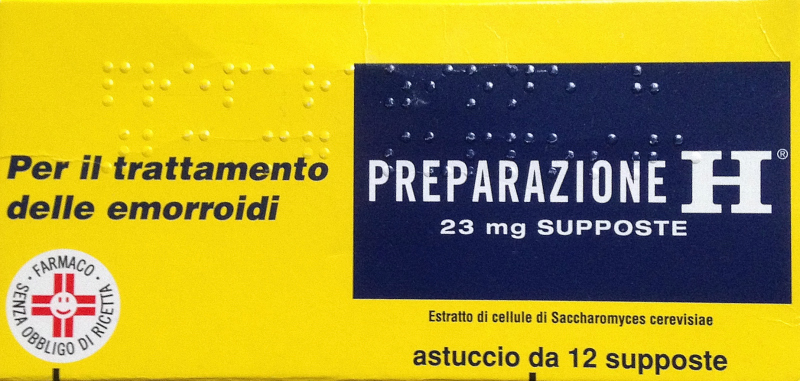 Per il trattamento
delle emorroidi
PREPARAZIONE H®
23 mg SUPPOSTE
FARMACO
SENZA OBBLIGO DI RICETTA
Estratto di cellule di Saccharomyces cerevisiae
astuccio da 12 supposte